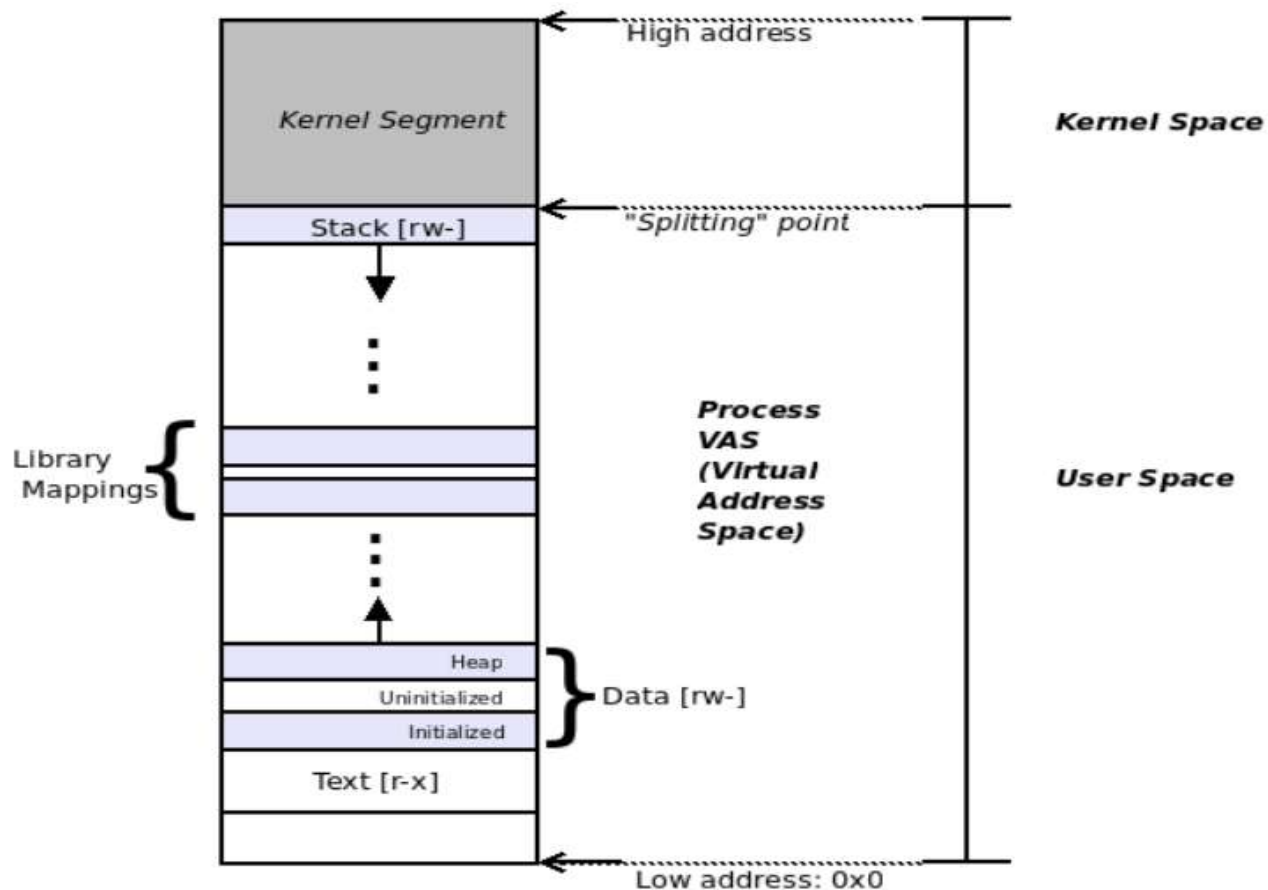 High address
Kernel Segment
Kernel Space
"Splitting" point
Stack [rw-]
Process
VAS
(Virtual
Address
Space)
Library
Mappings
User Space
Heap
Uninitialized
Data [rw-]
Initialized
Text [r-x]
Low address: 0x0